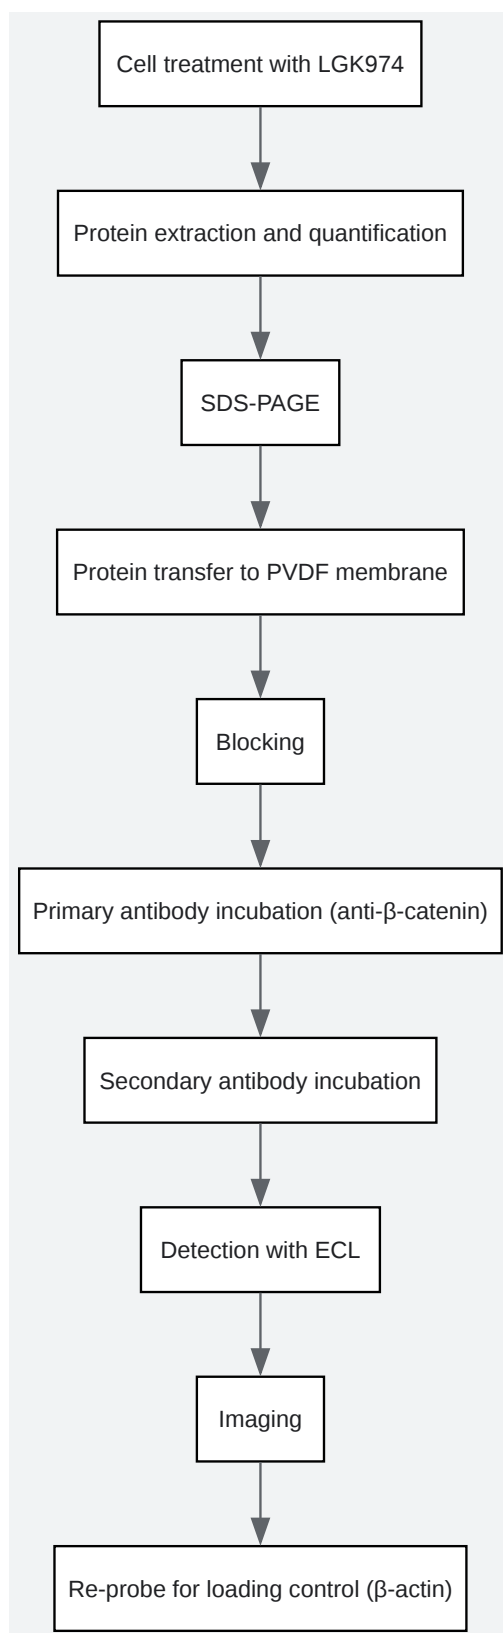 Cell treatment with LGK974
Protein extraction and quantification
SDS-PAGE
Protein transfer to PVDF membrane
Blocking
Primary antibody incubation (anti-β-catenin)
Secondary antibody incubation
Detection with ECL
Imaging
Re-probe for loading control (β-actin)